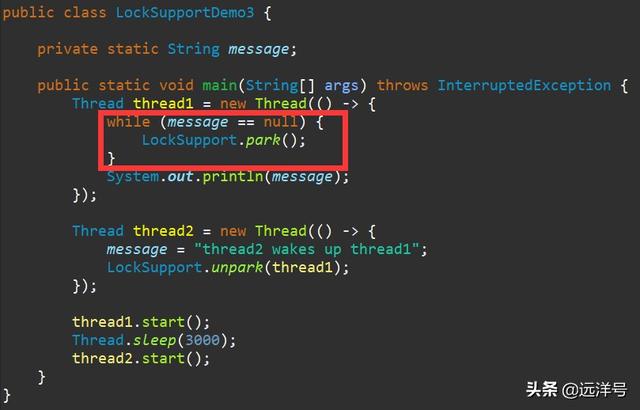 public class LockSupportDemo3 {
private static String message;
public static void main(String[] args) throws InterruptedException {
Thread thread1 = new Thread(() -> {
while (message == null) {
LockSupport.park();
}
System.out.println(message);
});
Thread thread2 = new Thread(() -> {
message = "thread2 wakes up thread1";
LockSupport.unpark(thread1);
});
thread1.start();
Thread.sleep(3000);
thread2.start();
}
}
头条 @远洋号